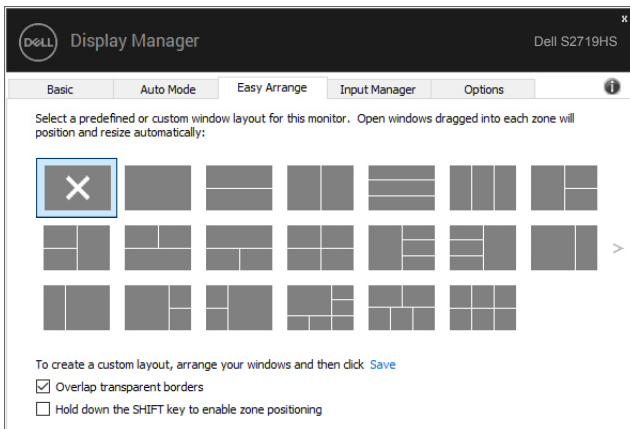 x
DELL Display Manager Dell S2719HS
Basic Auto Mode Easy Arrange Input Manager Options i
Select a predefined or custom window layout for this monitor. Open windows dragged into each zone will
position and resize automatically:
To create a custom layout, arrange your windows and then click Save
Overlap transparent borders
Hold down the SHIFT key to enable zone positioning